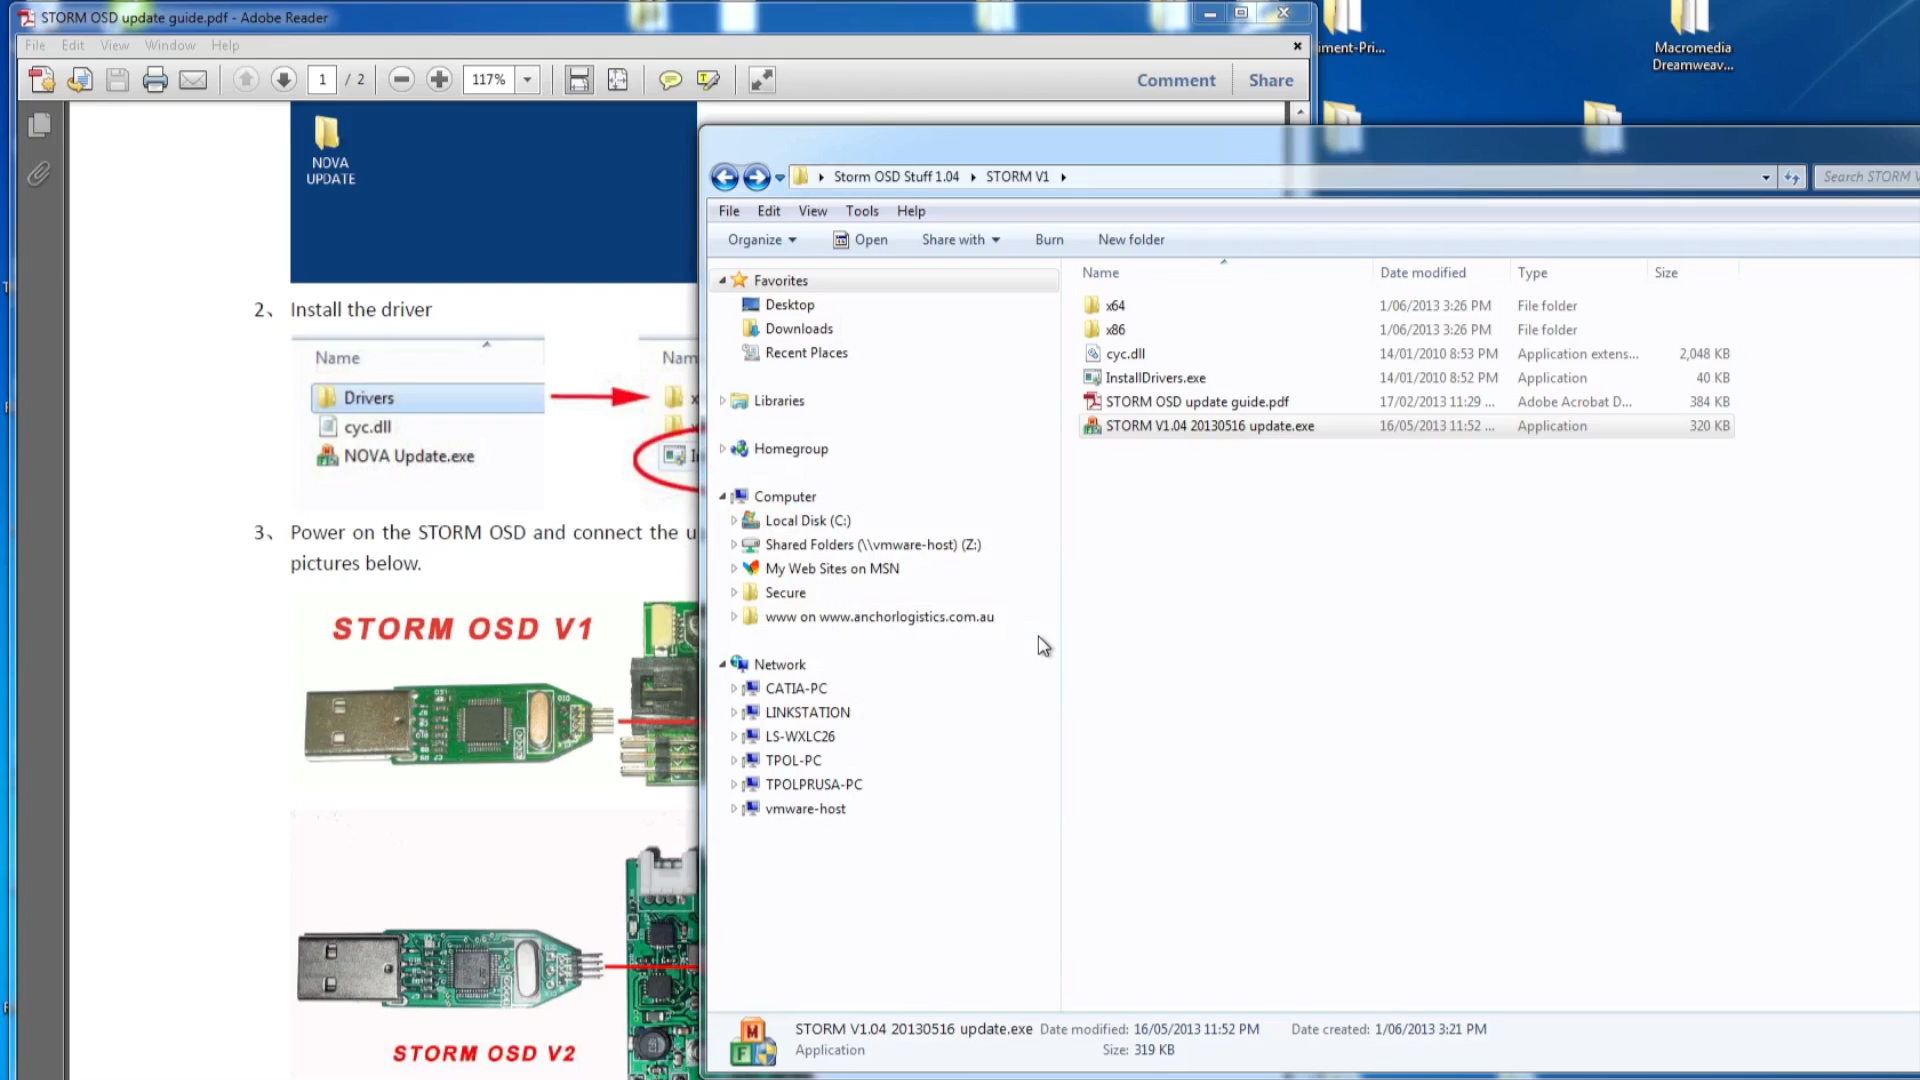 STORM OSD update guide.pdf - Adobe Reader
File Edit View Window Help
1 / 2 117% Comment Share
NOVA
UPDATE
2、 Install the driver
Name
Drivers
cyc.dll
NOVA Update.exe
3、 Power on the STORM OSD and connect the
pictures below.
STORM OSD V1
STORM OSD V2
iment-Pri...
Macromedia
Dreamweav...
Storm OSD Stuff 1.04 STORM V1
Search STORM V
File Edit View Tools Help
Organize Open Share with Burn New folder
Favorites
Desktop
Downloads
Recent Places
Libraries
Homegroup
Computer
Local Disk (C:)
Shared Folders (\\vmware-host) (Z:)
My Web Sites on MSN
Secure
www on www.anchorlogistics.com.au
Network
CATIA-PC
LINKSTATION
LS-WXLC26
TPOL-PC
TPOLPRUSA-PC
vmware-host
Name Date modified Type Size
x64 1/06/2013 3:26 PM File folder
x86 1/06/2013 3:26 PM File folder
cyc.dll 14/01/2010 8:53 PM Application extens... 2,048 KB
InstallDrivers.exe 14/01/2010 8:52 PM Application 40 KB
STORM OSD update guide.pdf 17/02/2013 11:29 ... Adobe Acrobat D... 384 KB
STORM V1.04 20130516 update.exe 16/05/2013 11:52 ... Application 320 KB
STORM V1.04 20130516 update.exe Date modified: 16/05/2013 11:52 PM Date created: 1/06/2013 3:21 PM
Application Size: 319 KB